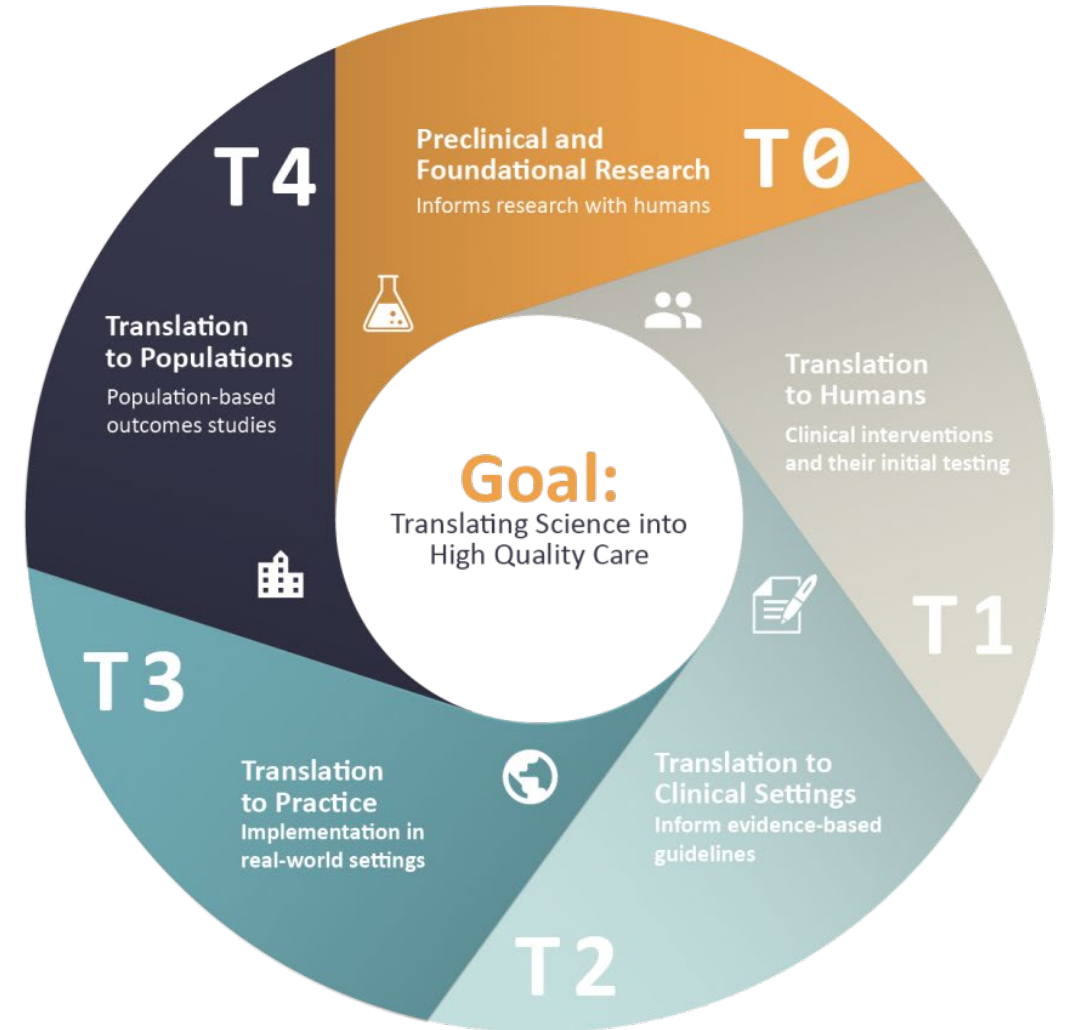 T0
Preclinical and
Foundational Research
Informs research with humans
Translation
to Humans
Clinical interventions
and their initial testing
T1
Translation to
Clinical Settings
Inform evidence-based
guidelines
T2
T3
Translation
to Practice
Implementation in
real-world settings
T4
Translation
to Populations
Population-based
outcomes studies
Goal:
Translating Science into
High Quality Care